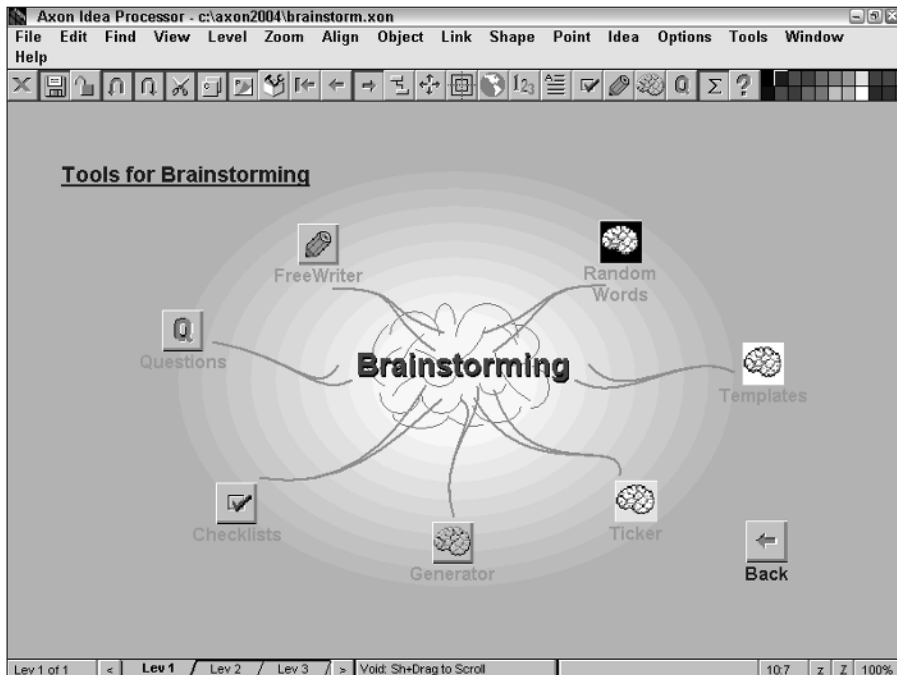 Axon Idea Processor - c:\axon2004\brainstorm.xon
File Edit Find View Level Zoom Align Object Link Shape Point Idea Options Tools Window
Help
123 Q Σ ?
Tools for Brainstorming
FreeWriter
Random
Words
Q
Questions
Brainstorming
Templates
Checklists
Ticker
Generator
Back
Lev 1 of 1 < Lev 1 Lev 2 Lev 3 > Void: Sh+Drag to Scroll 10:7 z Z 100%